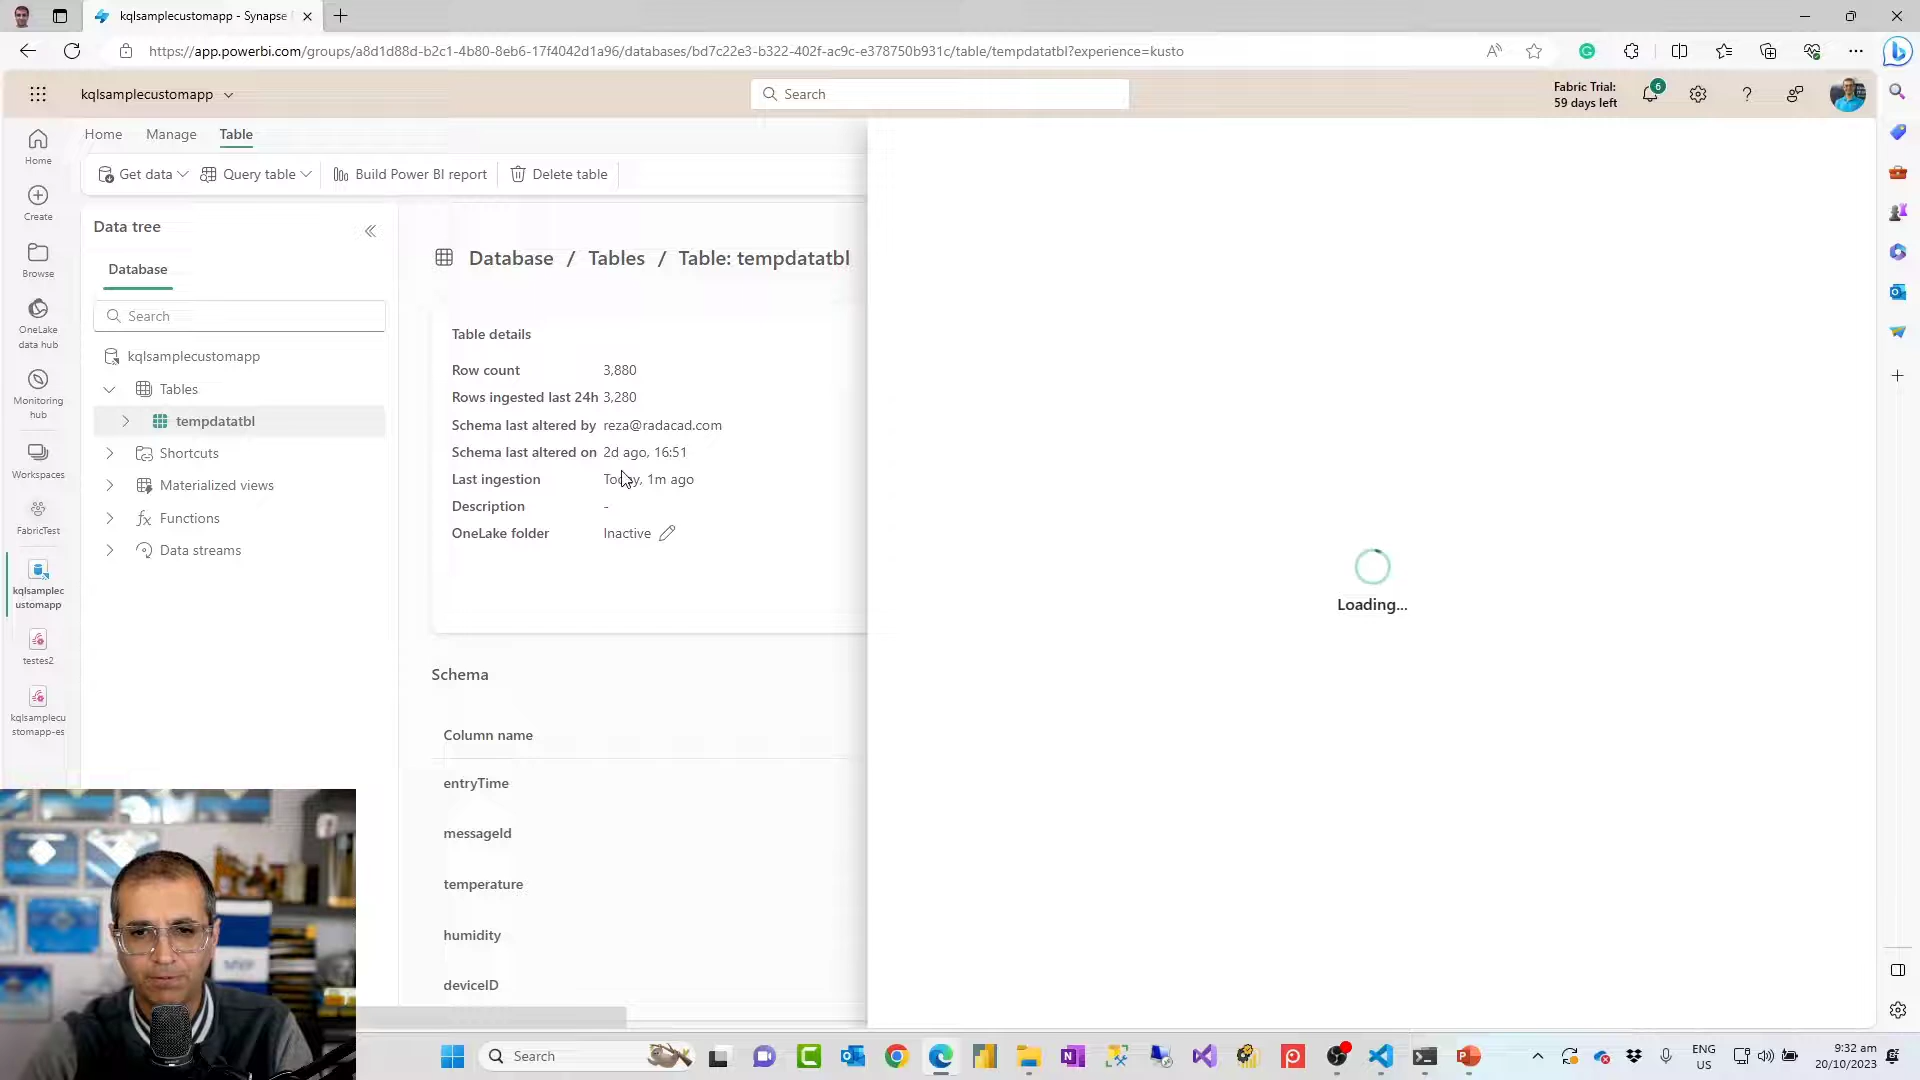 kqlsamplecustomapp - Synapse
https://app.powerbi.com/groups/a8d1d88d-b2c1-4b80-8eb6-17f4042d1a96/databases/bd7c22e3-b322-402f-ac9c-e378750b931c/table/tempdatatbl?experience=kusto
kqlsamplecustomapp
Search
Fabric Trial:
59 days left
6
Home Manage Table
Get data Query table Build Power BI report Delete table
Home
Create
Browse
OneLake
data hub
Monitoring
hub
Workspaces
FabricTest
kqlsamplec
ustomapp
testes2
kqlsamplecu
stomapp-es
Data tree
Database
Search
kqlsamplecustomapp
Tables
tempdatatbl
Shortcuts
Materialized views
Functions
Data streams
Database / Tables / Table: tempdatatbl
Table details
Row count 3,880
Rows ingested last 24h 3,280
Schema last altered by reza@radacad.com
Schema last altered on 2d ago, 16:51
Last ingestion Today, 1m ago
Description -
OneLake folder Inactive
Schema
Column name
entryTime
messageId
temperature
humidity
deviceID
Loading...
Search
ENG
US
9:32 am
20/10/2023